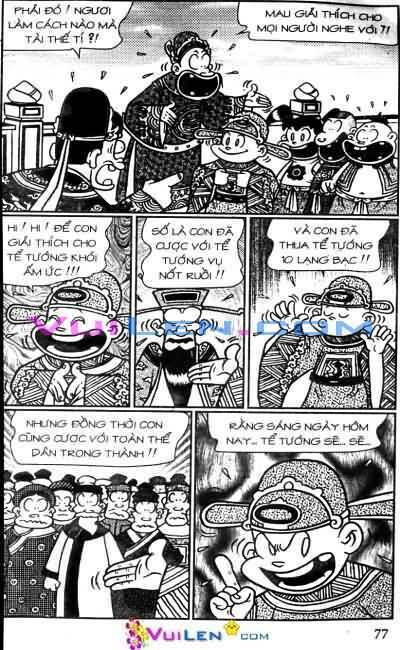 PHẢI ĐÓ! NGƯƠI
LÀM CÁCH NÀO MÀ
TÀI THẾ TÍ ?!
MAU GIẢI THÍCH CHO
MỌI NGƯỜI NGHE VỚI ?!
HI ! HI ! ĐỂ CON
GIẢI THÍCH CHO
TỂ TƯỚNG KHỎI
ẤM ỨC !!!
SỐ LÀ CON ĐÃ
CƯỢC VỚI TỂ
TƯỚNG VỤ
NỐT RUỒI !!
VÀ CON ĐÃ
THUA TỂ TƯỚNG
10 LẠNG BẠC !!
VUILEN.COM
NHƯNG ĐỒNG THỜI CON
CŨNG CƯỢC VỚI TOÀN THỂ
DÂN TRONG THÀNH !!
RẰNG SÁNG NGÀY HÔM
NAY... TỂ TƯỚNG SẼ... SẼ...
77
VUILEN.COM